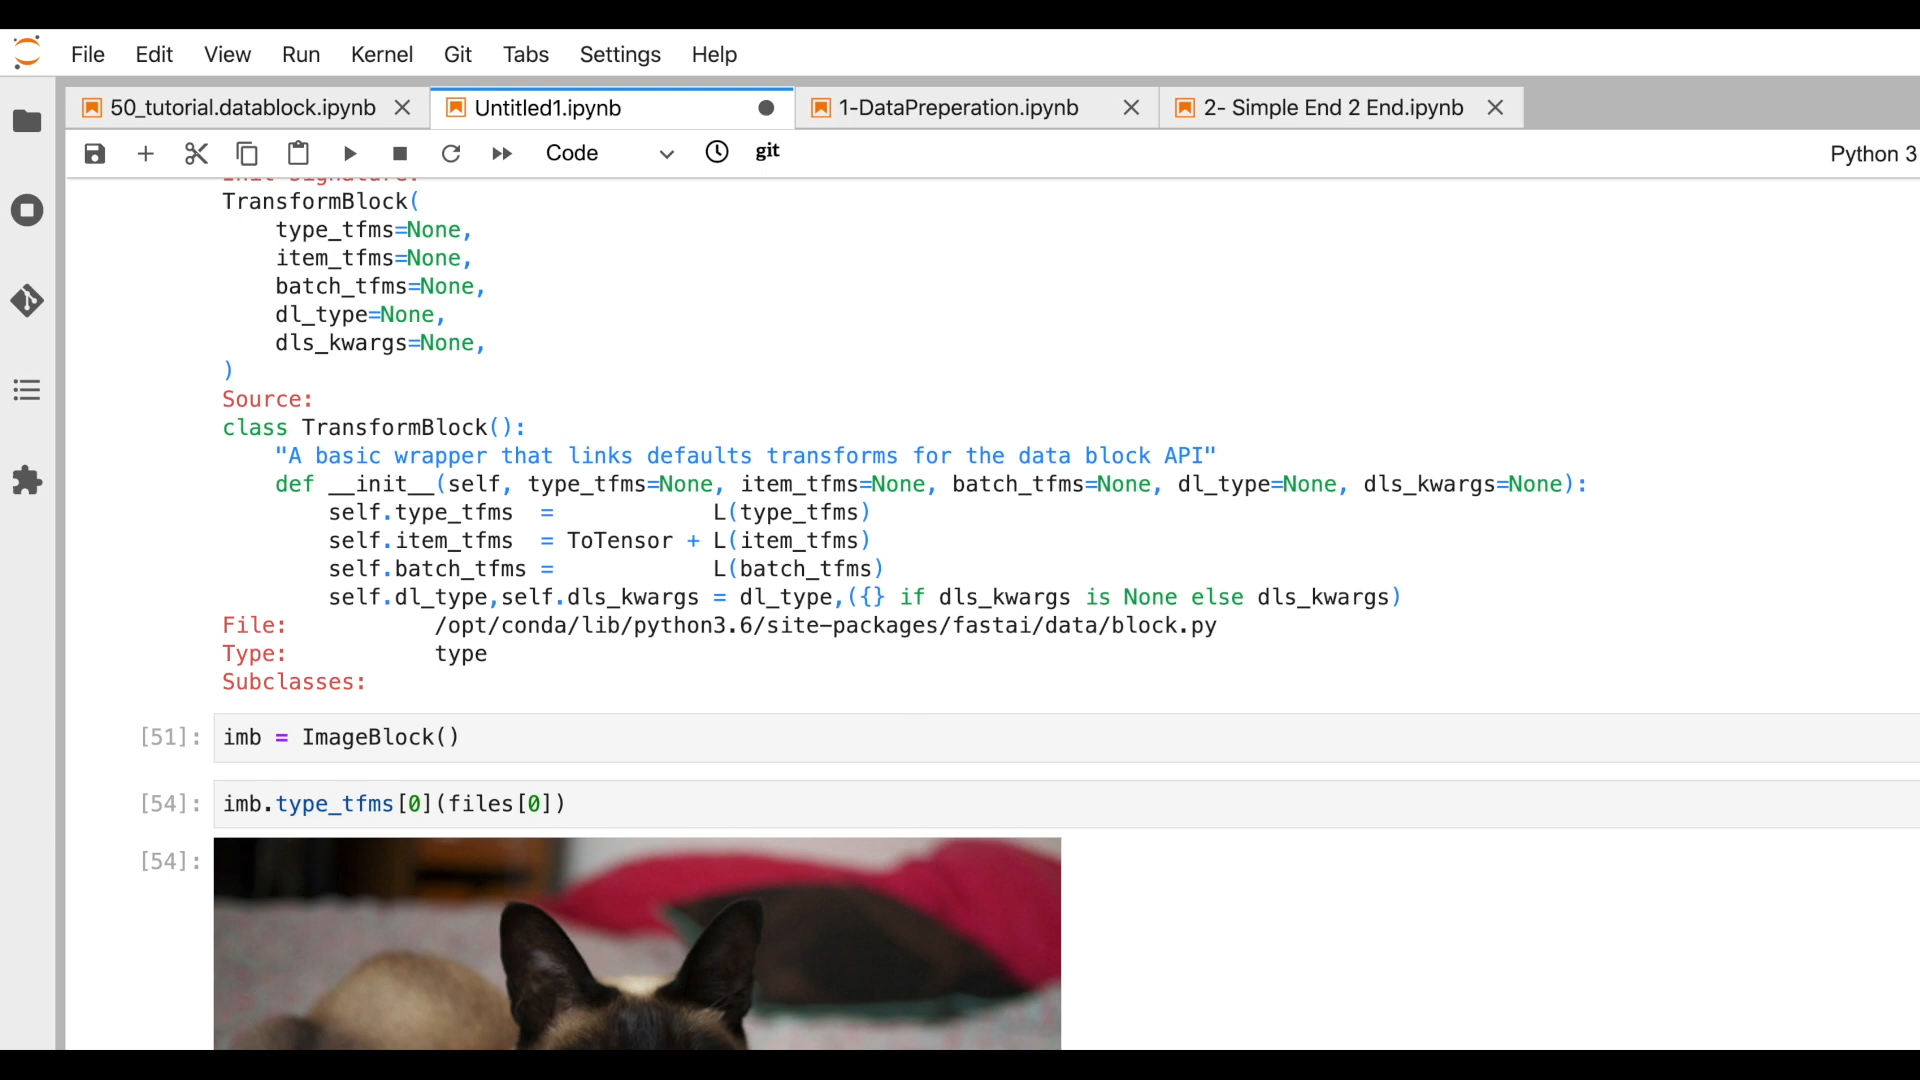 File Edit View Run Kernel Git Tabs Settings Help
50_tutorial.datablock.ipynb Untitled1.ipynb 1-DataPreperation.ipynb 2- Simple End 2 End.ipynb
Code git Python 3
TransformBlock(
    type_tfms=None,
    item_tfms=None,
    batch_tfms=None,
    dl_type=None,
    dls_kwargs=None,
)
Source:
class TransformBlock():
    "A basic wrapper that links defaults transforms for the data block API"
    def __init__(self, type_tfms=None, item_tfms=None, batch_tfms=None, dl_type=None, dls_kwargs=None):
        self.type_tfms  =            L(type_tfms)
        self.item_tfms  = ToTensor + L(item_tfms)
        self.batch_tfms =            L(batch_tfms)
        self.dl_type,self.dls_kwargs = dl_type,({} if dls_kwargs is None else dls_kwargs)
File:           /opt/conda/lib/python3.6/site-packages/fastai/data/block.py
Type:           type
Subclasses:
[51]: imb = ImageBlock()
[54]: imb.type_tfms[0](files[0])
[54]: